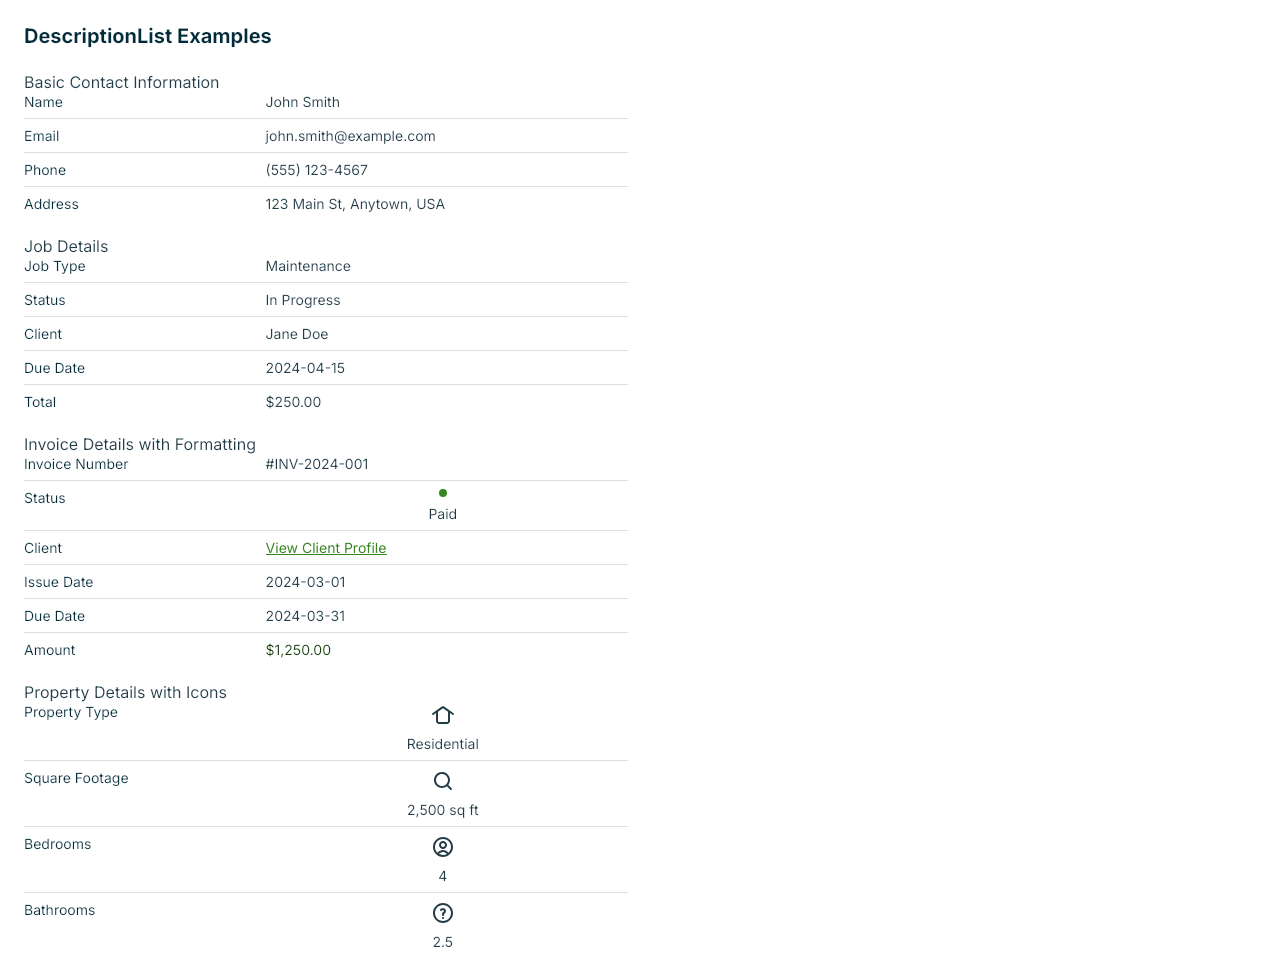 DescriptionList Examples
Basic Contact Information
Name John Smith
Email john.smith@example.com
Phone (555) 123-4567
Address 123 Main St, Anytown, USA
Job Details
Job Type Maintenance
Status In Progress
Client Jane Doe
Due Date 2024-04-15
Total $250.00
Invoice Details with Formatting
Invoice Number #INV-2024-001
Status
Paid
Client View Client Profile
Issue Date 2024-03-01
Due Date 2024-03-31
Amount $1,250.00
Property Details with Icons
Property Type
Residential
Square Footage
2,500 sq ft
Bedrooms
4
Bathrooms
2.5